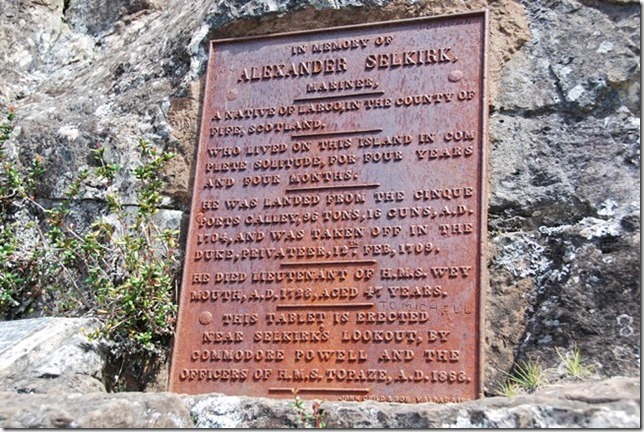 IN MEMORY OF
ALEXANDER SELKIRK,
MARINER,
A NATIVE OF LARGO, IN THE COUNTY OF
FIFE, SCOTLAND.
WHO LIVED ON THIS ISLAND IN COM
PLETE SOLITUDE, FOR FOUR YEARS
AND FOUR MONTHS.
HE WAS LANDED FROM THE CINQUE
PORTS GALLEY, 96 TONS, 16 GUNS, A.D.
1704, AND WAS TAKEN OFF IN THE
DUKE, PRIVATEER, 12TH FEB, 1709.
HE DIED LIEUTENANT OF H.M.S. WEY
MOUTH, A.D. 1723, AGED 47 YEARS.
THIS TABLET IS ERECTED
NEAR SELKIRK'S LOOKOUT, BY
COMMODORE POWELL AND THE
OFFICERS OF H.M.S. TOPAZE, A.D. 1868.